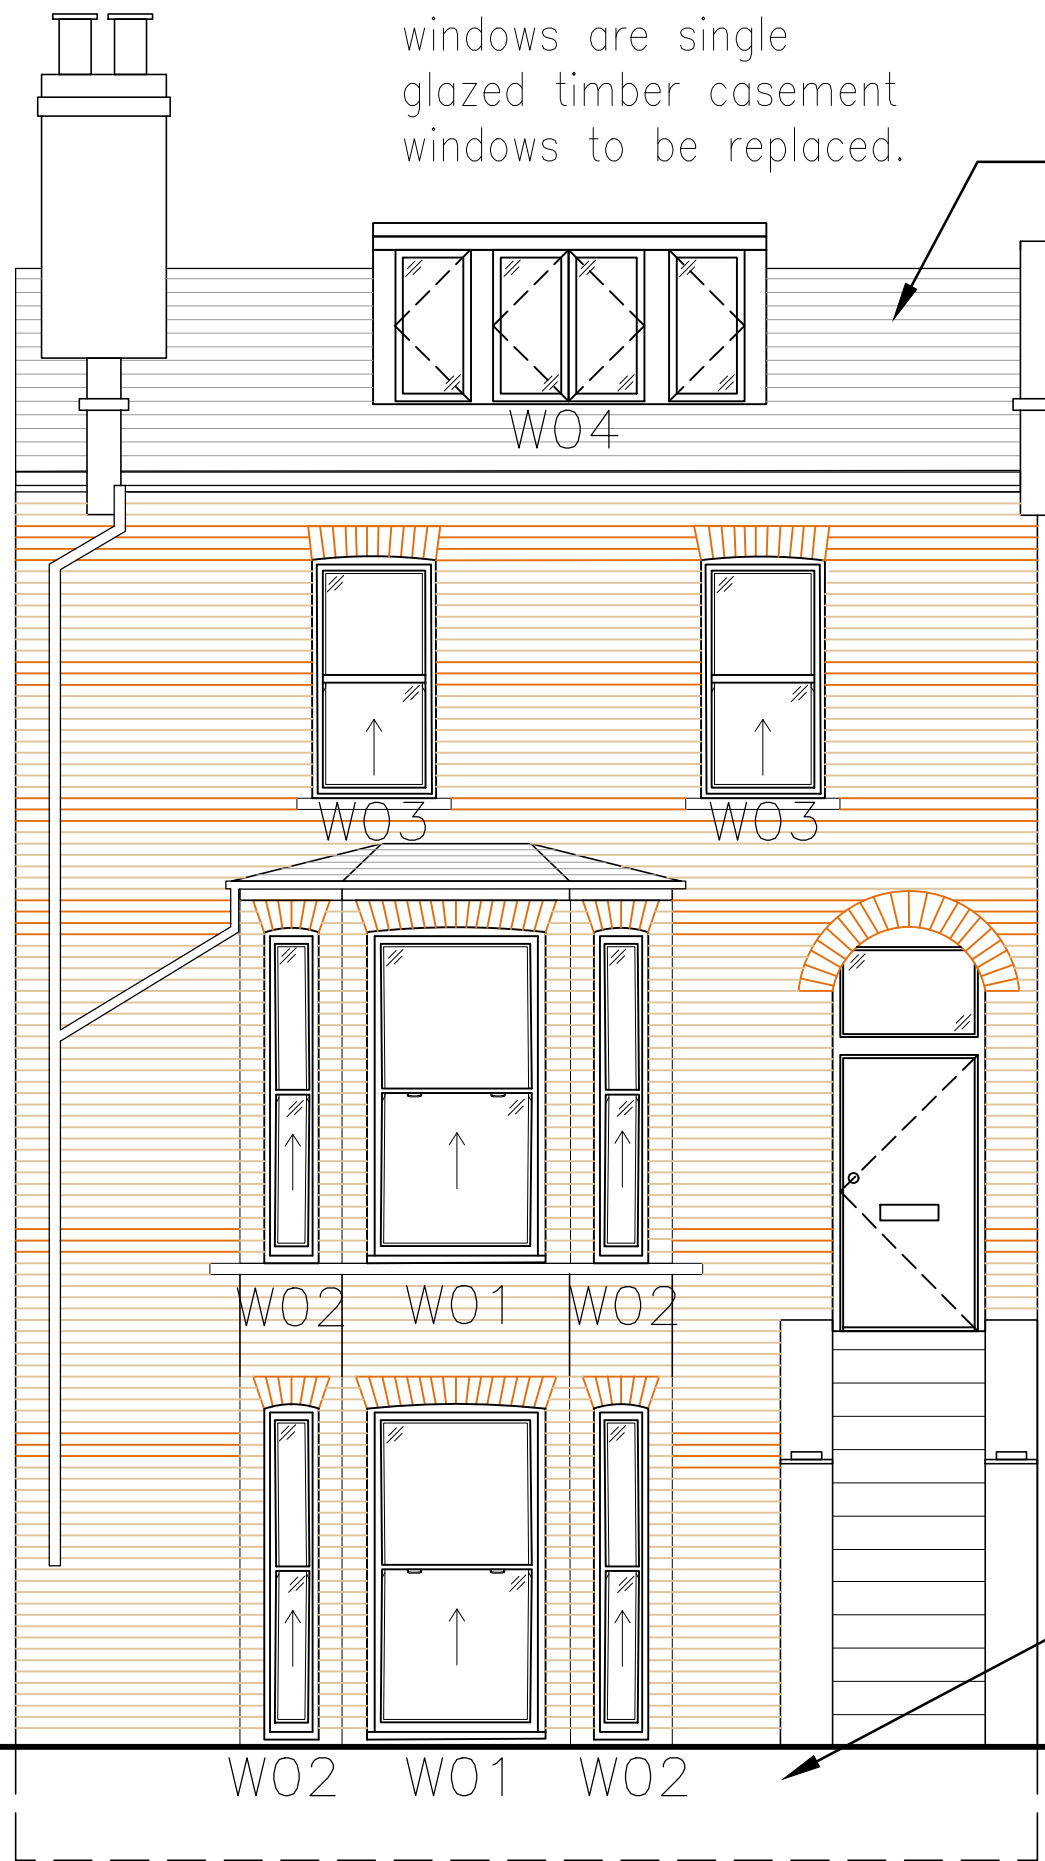 windows are single
glazed timber casement
windows to be replaced.
W04
W03 W03
W02 W01 W02
W02 W01 W02